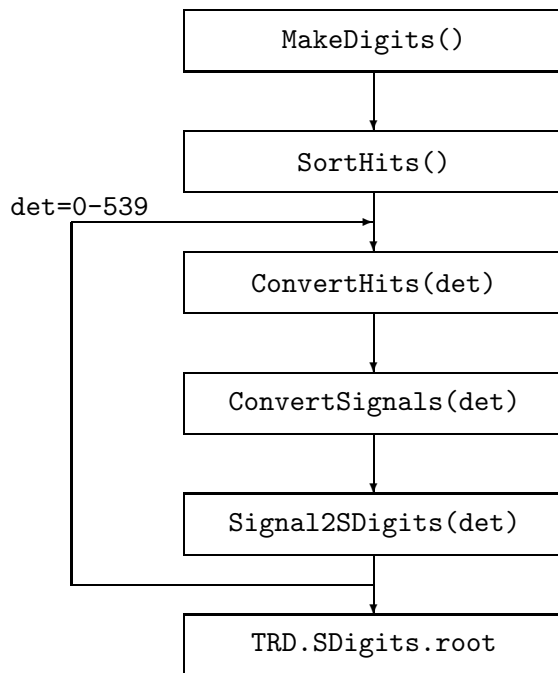 MakeDigits()
SortHits()
det=0-539
ConvertHits(det)
ConvertSignals(det)
Signal2SDigits(det)
TRD.SDigits.root